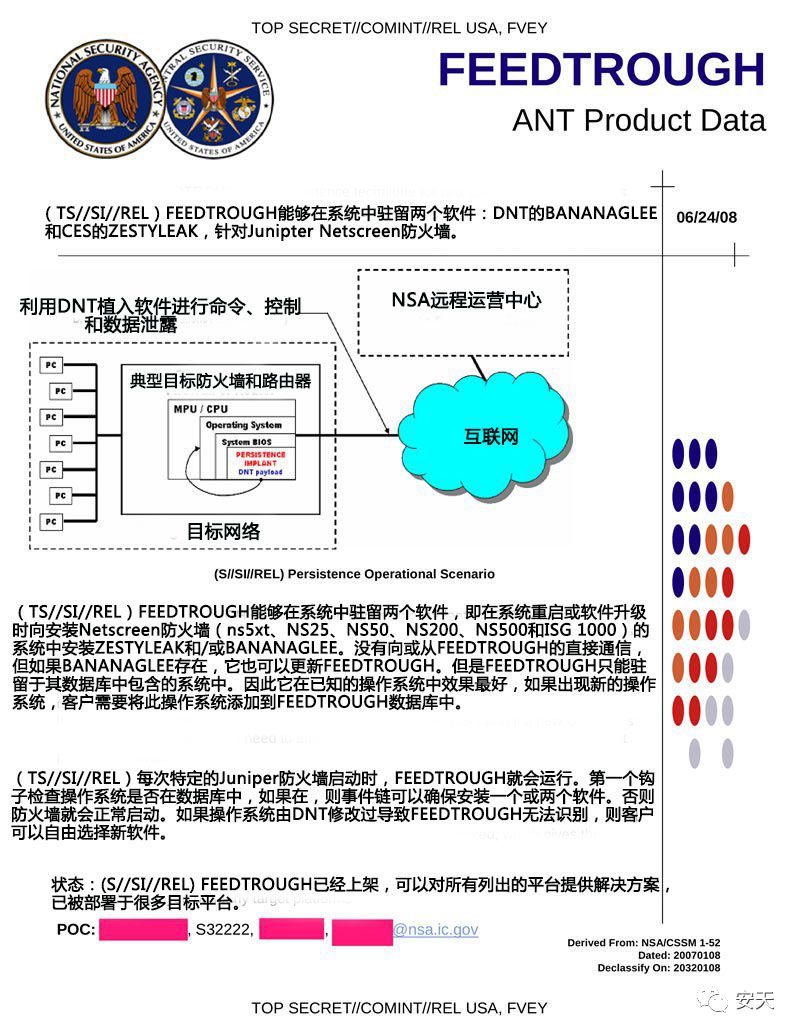 TOP SECRET//COMINT//REL USA, FVEY
NATIONAL SECURITY AGENCY
UNITED STATES OF AMERICA
TRAL SECURITY SERVICE
UNITED STATES OF AMERICA
FEEDTROUGH
ANT Product Data
(TS//SI//REL)FEEDTROUGH能够在系统中驻留两个软件：DNT的BANANAGLEE
和CES的ZESTYLEAK，针对Junipter Netscreen防火墙。
06/24/08
利用DNT植入软件进行命令、控制
和数据泄露
NSA远程运营中心
PC
PC
PC
PC
PC
PC
PC
典型目标防火墙和路由器
MPU / CPU
Operating System
System BIOS
PERSISTENCE
IMPLANT
DNT payload
互联网
目标网络
(S//SI//REL) Persistence Operational Scenario
(TS//SI//REL)FEEDTROUGH能够在系统中驻留两个软件，即在系统重启或软件升级
时向安装Netscreen防火墙（ns5xt、NS25、NS50、NS200、NS500和ISG 1000）的
系统中安装ZESTYLEAK和/或BANANAGLEE。没有向或从FEEDTROUGH的直接通信，
但如果BANANAGLEE存在，它也可以更新FEEDTROUGH。但是FEEDTROUGH只能驻
留于其数据库中包含的系统中。因此它在已知的操作系统中效果最好，如果出现新的操作
系统，客户需要将此操作系统添加到FEEDTROUGH数据库中。
(TS//SI//REL)每次特定的Juniper防火墙启动时，FEEDTROUGH就会运行。第一个钩
子检查操作系统是否在数据库中，如果在，则事件链可以确保安装一个或两个软件。否则
防火墙就会正常启动。如果操作系统由DNT修改过导致FEEDTROUGH无法识别，则客户
可以自由选择新软件。
状态：(S//SI//REL) FEEDTROUGH已经上架，可以对所有列出的平台提供解决方案，
已被部署于很多目标平台。
POC: , S32222, , @nsa.ic.gov
Derived From: NSA/CSSM 1-52
Dated: 20070108
Declassify On: 20320108
安天
TOP SECRET//COMINT//REL USA, FVEY